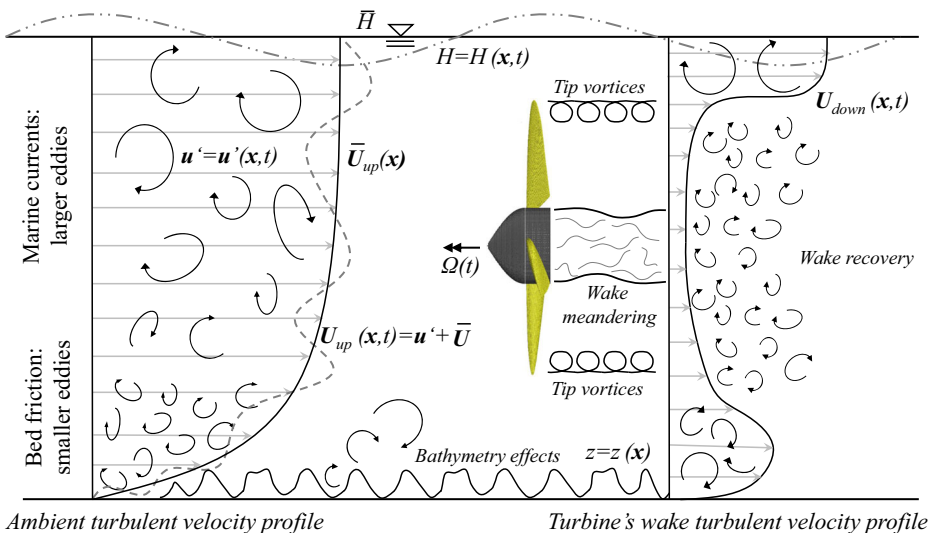 H̅
H=H (x,t)
Tip vortices
U_down (x,t)
Marine currents:
larger eddies
u‘=u’(x,t)
U̅_up(x)
Ω(t)
Wake recovery
Wake
meandering
U_up (x,t)=u‘+ U̅
Tip vortices
Bed friction:
smaller eddies
Bathymetry effects
z=z (x)
Ambient turbulent velocity profile
Turbine’s wake turbulent velocity profile